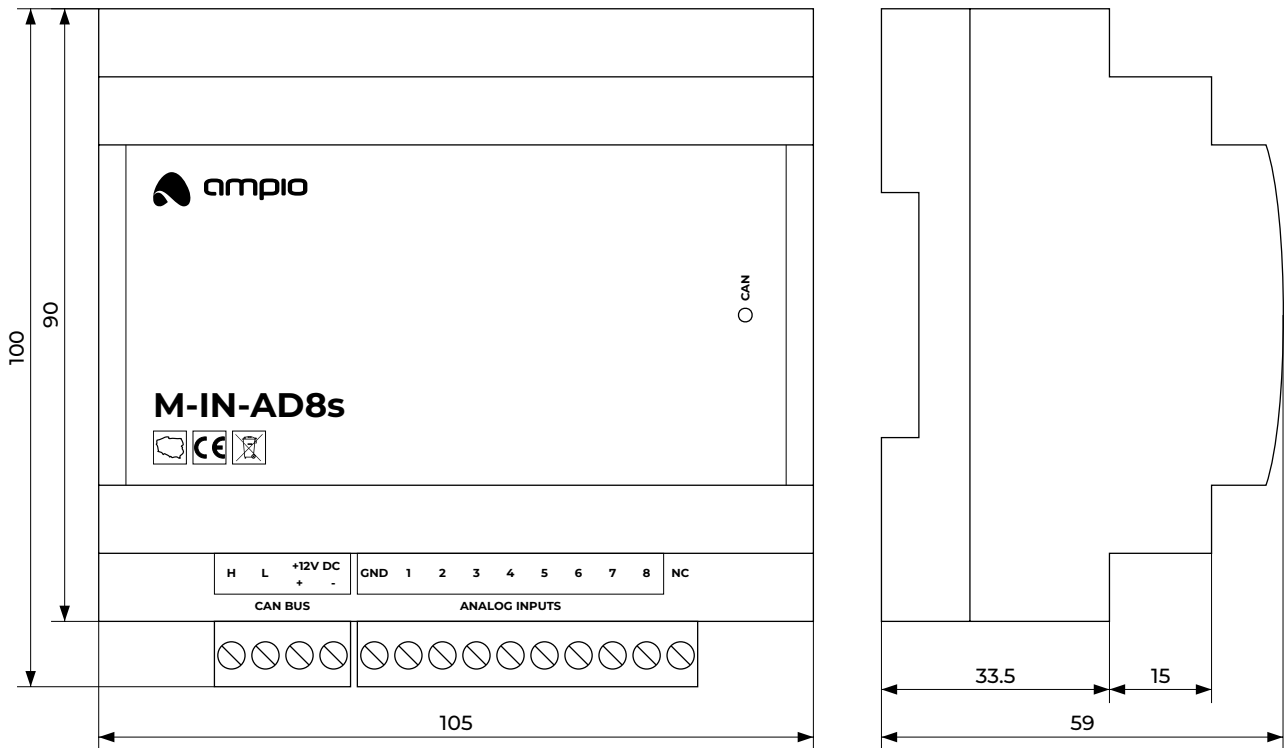 ampio
CAN
M-IN-AD8s
CE
H L +12V DC + - GND 1 2 3 4 5 6 7 8 NC
CAN BUS ANALOG INPUTS
100
90
105
33.5
15
59